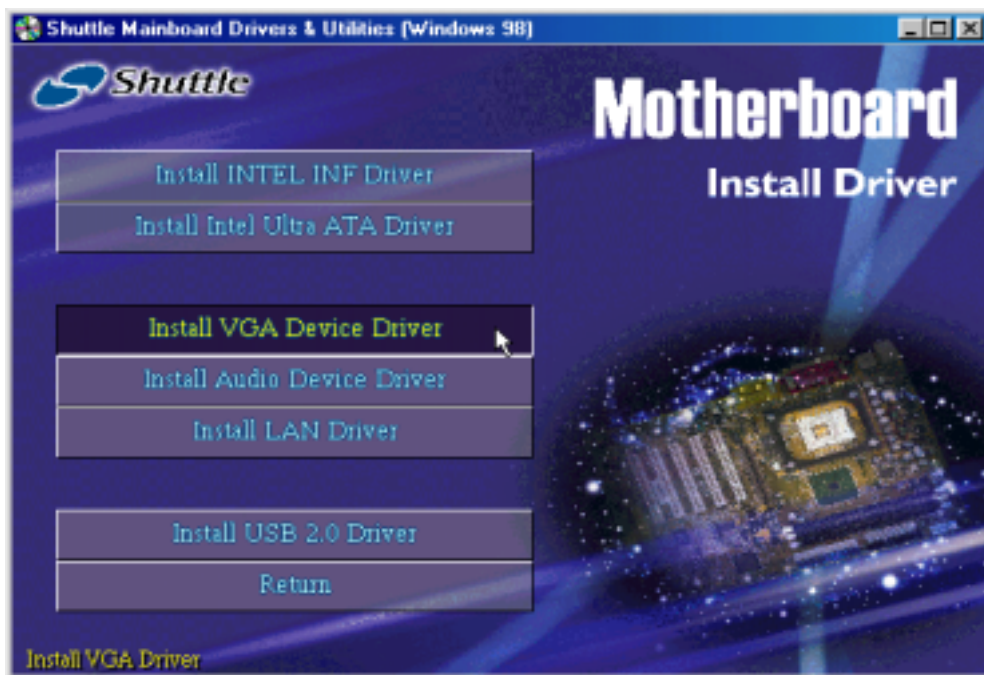 Shuttle Mainboard Drivers & Utilities (Windows 98)
Shuttle
Motherboard
Install Driver
Install INTEL INF Driver
Install Intel Ultra ATA Driver
Install VGA Device Driver
Install Audio Device Driver
Install LAN Driver
Install USB 2.0 Driver
Return
Install VGA Driver